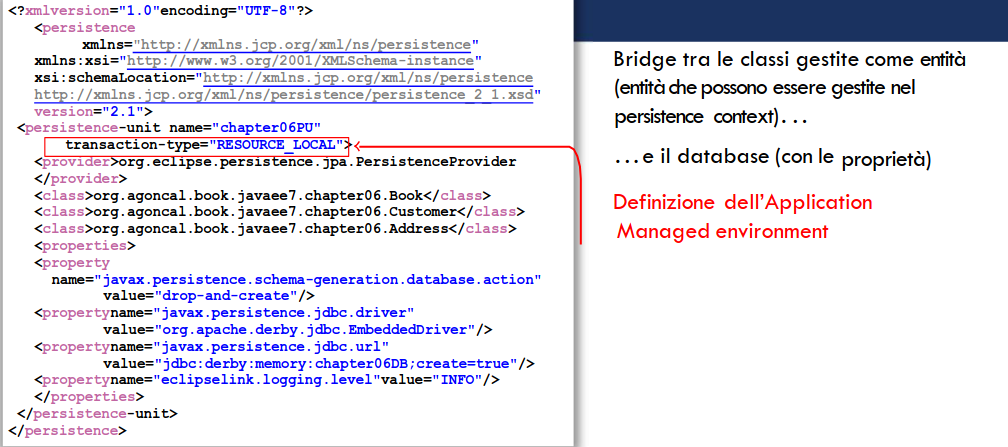 <?xmlversion="1.0"encoding="UTF-8"?>
<persistence
xmlns="http://xmlns.jcp.org/xml/ns/persistence"
xmlns:xsi="http://www.w3.org/2001/XMLSchema-instance"
xsi:schemaLocation="http://xmlns.jcp.org/xml/ns/persistence
http://xmlns.jcp.org/xml/ns/persistence/persistence_2_1.xsd"
version="2.1">
<persistence-unit name="chapter06PU"
transaction-type="RESOURCE_LOCAL">
<provider>org.eclipse.persistence.jpa.PersistenceProvider
</provider>
<class>org.agoncal.book.javaee7.chapter06.Book</class>
<class>org.agoncal.book.javaee7.chapter06.Customer</class>
<class>org.agoncal.book.javaee7.chapter06.Address</class>
<properties>
<property
name="javax.persistence.schema-generation.database.action"
value="drop-and-create"/>
<propertyname="javax.persistence.jdbc.driver"
value="org.apache.derby.jdbc.EmbeddedDriver"/>
<propertyname="javax.persistence.jdbc.url"
value="jdbc:derby:memory:chapter06DB;create=true"/>
<propertyname="eclipselink.logging.level"value="INFO"/>
</properties>
</persistence-unit>
</persistence>
Bridge tra le classi gestite come entità
(entità che possono essere gestite nel
persistence context)...
...e il database (con le proprietà)
Definizione dell'Application
Managed environment